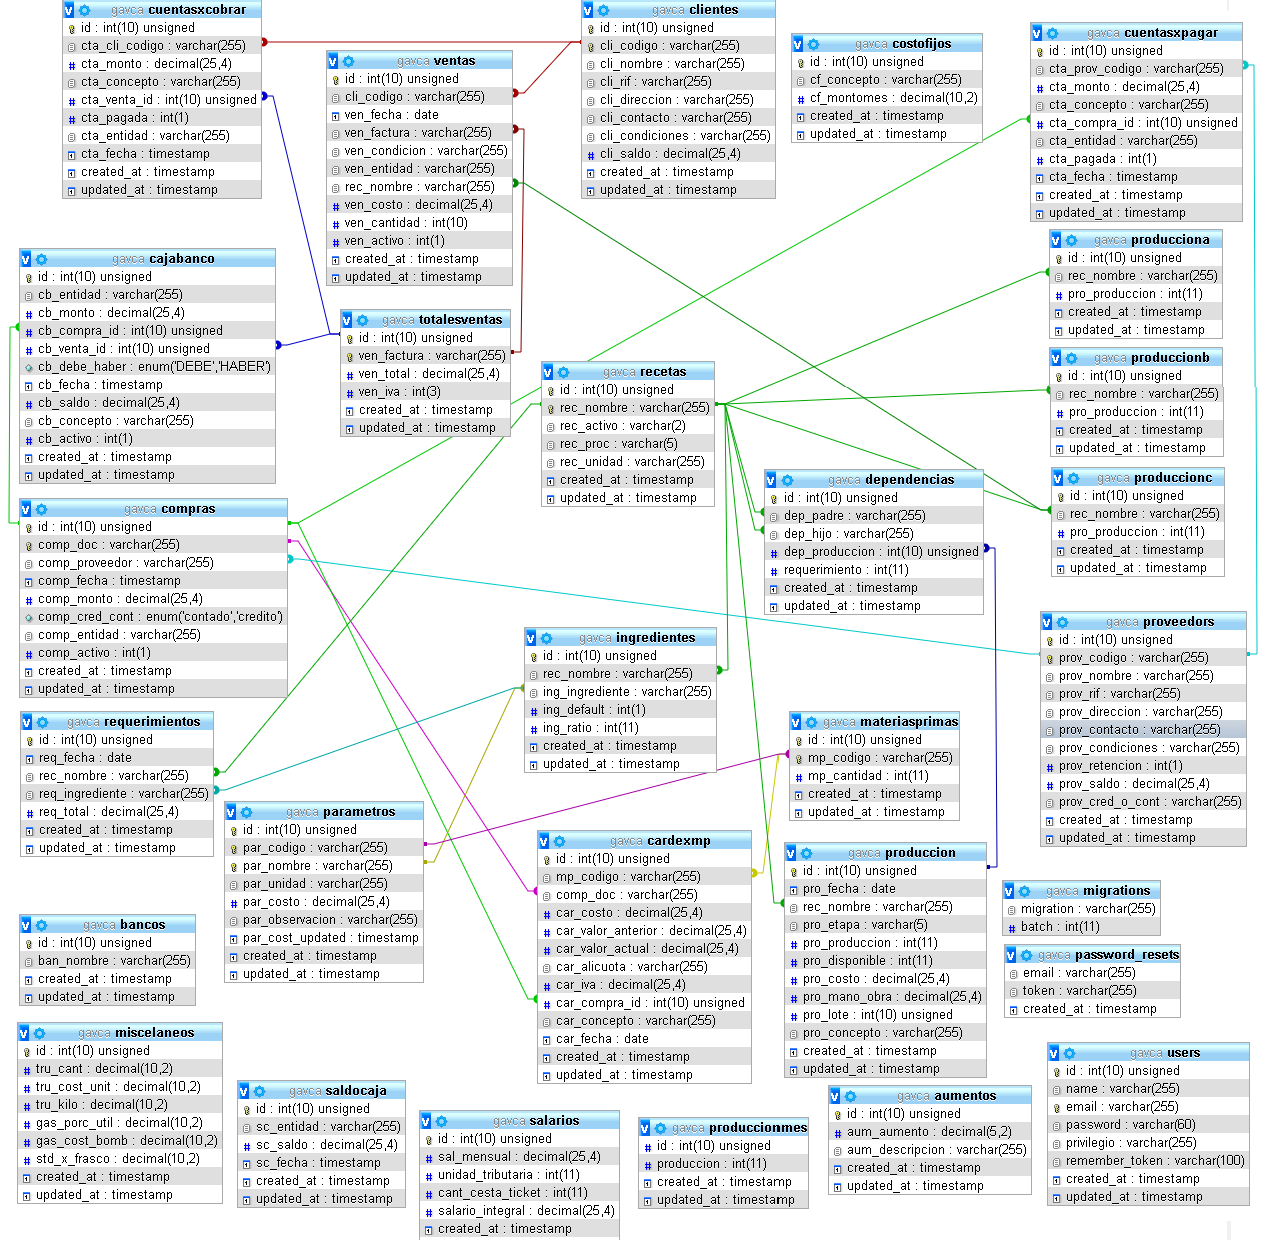 gavca cuentasxcobrar
id : int(10) unsigned
cta_cli_codigo : varchar(255)
cta_monto : decimal(25,4)
cta_concepto : varchar(255)
cta_venta_id : int(10) unsigned
cta_pagada : int(1)
cta_entidad : varchar(255)
cta_fecha : timestamp
created_at : timestamp
updated_at : timestamp
gavca ventas
id : int(10) unsigned
cli_codigo : varchar(255)
ven_fecha : date
ven_factura : varchar(255)
ven_condicion : varchar(255)
ven_entidad : varchar(255)
rec_nombre : varchar(255)
ven_costo : decimal(25,4)
ven_cantidad : int(10)
ven_activo : int(1)
created_at : timestamp
updated_at : timestamp
gavca clientes
id : int(10) unsigned
cli_codigo : varchar(255)
cli_nombre : varchar(255)
cli_rif : varchar(255)
cli_direccion : varchar(255)
cli_contacto : varchar(255)
cli_condiciones : varchar(255)
cli_saldo : decimal(25,4)
created_at : timestamp
updated_at : timestamp
gavca costofijos
id : int(10) unsigned
cf_concepto : varchar(255)
cf_montomes : decimal(10,2)
created_at : timestamp
updated_at : timestamp
gavca cuentasxpagar
id : int(10) unsigned
cta_prov_codigo : varchar(255)
cta_monto : decimal(25,4)
cta_concepto : varchar(255)
cta_compra_id : int(10) unsigned
cta_entidad : varchar(255)
cta_pagada : int(1)
cta_fecha : timestamp
created_at : timestamp
updated_at : timestamp
gavca cajabanco
id : int(10) unsigned
cb_entidad : varchar(255)
cb_monto : decimal(25,4)
cb_compra_id : int(10) unsigned
cb_venta_id : int(10) unsigned
cb_debe_haber : enum('DEBE','HABER')
cb_fecha : timestamp
cb_saldo : decimal(25,4)
cb_concepto : varchar(255)
cb_activo : int(1)
created_at : timestamp
updated_at : timestamp
gavca totalesventas
id : int(10) unsigned
ven_factura : varchar(255)
ven_total : decimal(25,4)
ven_iva : int(3)
created_at : timestamp
updated_at : timestamp
gavca recetas
id : int(10) unsigned
rec_nombre : varchar(255)
rec_activo : varchar(2)
rec_proc : varchar(5)
rec_unidad : varchar(255)
created_at : timestamp
updated_at : timestamp
gavca producciona
id : int(10) unsigned
rec_nombre : varchar(255)
pro_produccion : int(11)
created_at : timestamp
updated_at : timestamp
gavca produccionb
id : int(10) unsigned
rec_nombre : varchar(255)
pro_produccion : int(11)
created_at : timestamp
updated_at : timestamp
gavca produccionc
id : int(10) unsigned
rec_nombre : varchar(255)
pro_produccion : int(11)
created_at : timestamp
updated_at : timestamp
gavca dependencias
id : int(10) unsigned
dep_padre : varchar(255)
dep_hijo : varchar(255)
dep_produccion : int(10) unsigned
requerimiento : int(11)
created_at : timestamp
updated_at : timestamp
gavca compras
id : int(10) unsigned
comp_doc : varchar(255)
comp_proveedor : varchar(255)
comp_fecha : timestamp
comp_monto : decimal(25,4)
comp_cred_cont : enum('contado','credito')
comp_entidad : varchar(255)
comp_activo : int(1)
created_at : timestamp
updated_at : timestamp
gavca ingredientes
id : int(10) unsigned
rec_nombre : varchar(255)
ing_ingrediente : varchar(255)
ing_default : int(1)
ing_ratio : int(11)
created_at : timestamp
updated_at : timestamp
gavca proveedors
id : int(10) unsigned
prov_codigo : varchar(255)
prov_nombre : varchar(255)
prov_rif : varchar(255)
prov_direccion : varchar(255)
prov_contacto : varchar(255)
prov_condiciones : varchar(255)
prov_retencion : int(1)
prov_saldo : decimal(25,4)
prov_cred_o_cont : varchar(255)
created_at : timestamp
updated_at : timestamp
gavca requerimientos
id : int(10) unsigned
req_fecha : date
rec_nombre : varchar(255)
req_ingrediente : varchar(255)
req_total : decimal(25,4)
created_at : timestamp
updated_at : timestamp
gavca materiasprimas
id : int(10) unsigned
mp_codigo : varchar(255)
mp_cantidad : int(11)
created_at : timestamp
updated_at : timestamp
gavca parametros
id : int(10) unsigned
par_codigo : varchar(255)
par_nombre : varchar(255)
par_unidad : varchar(255)
par_costo : decimal(25,4)
par_observacion : varchar(255)
par_cost_updated : timestamp
created_at : timestamp
updated_at : timestamp
gavca cardexmp
id : int(10) unsigned
mp_codigo : varchar(255)
comp_doc : varchar(255)
car_costo : decimal(25,4)
car_valor_anterior : decimal(25,4)
car_valor_actual : decimal(25,4)
car_alicuota : varchar(255)
car_iva : decimal(25,4)
car_compra_id : int(10) unsigned
car_concepto : varchar(255)
car_fecha : date
created_at : timestamp
updated_at : timestamp
gavca produccion
id : int(10) unsigned
pro_fecha : date
rec_nombre : varchar(255)
pro_etapa : varchar(5)
pro_produccion : int(11)
pro_disponible : int(11)
pro_costo : decimal(25,4)
pro_mano_obra : decimal(25,4)
pro_lote : int(10) unsigned
pro_concepto : varchar(255)
created_at : timestamp
updated_at : timestamp
gavca migrations
migration : varchar(255)
batch : int(11)
gavca password_resets
email : varchar(255)
token : varchar(255)
created_at : timestamp
gavca bancos
id : int(10) unsigned
ban_nombre : varchar(255)
created_at : timestamp
updated_at : timestamp
gavca miscelaneos
id : int(10) unsigned
tru_cant : decimal(10,2)
tru_cost_unit : decimal(10,2)
tru_kilo : decimal(10,2)
gas_porc_util : decimal(10,2)
gas_cost_bomb : decimal(10,2)
std_x_frasco : decimal(10,2)
created_at : timestamp
updated_at : timestamp
gavca saldocaja
id : int(10) unsigned
sc_entidad : varchar(255)
sc_saldo : decimal(25,4)
sc_fecha : timestamp
created_at : timestamp
updated_at : timestamp
gavca salarios
id : int(10) unsigned
sal_mensual : decimal(25,4)
unidad_tributaria : int(11)
cant_cesta_ticket : int(11)
salario_integral : decimal(25,4)
created_at : timestamp
gavca produccionmes
id : int(10) unsigned
produccion : int(11)
created_at : timestamp
updated_at : timestamp
gavca aumentos
id : int(10) unsigned
aum_aumento : decimal(5,2)
aum_descripcion : varchar(255)
created_at : timestamp
updated_at : timestamp
gavca users
id : int(10) unsigned
name : varchar(255)
email : varchar(255)
password : varchar(60)
privilegio : varchar(255)
remember_token : varchar(100)
created_at : timestamp
updated_at : timestamp